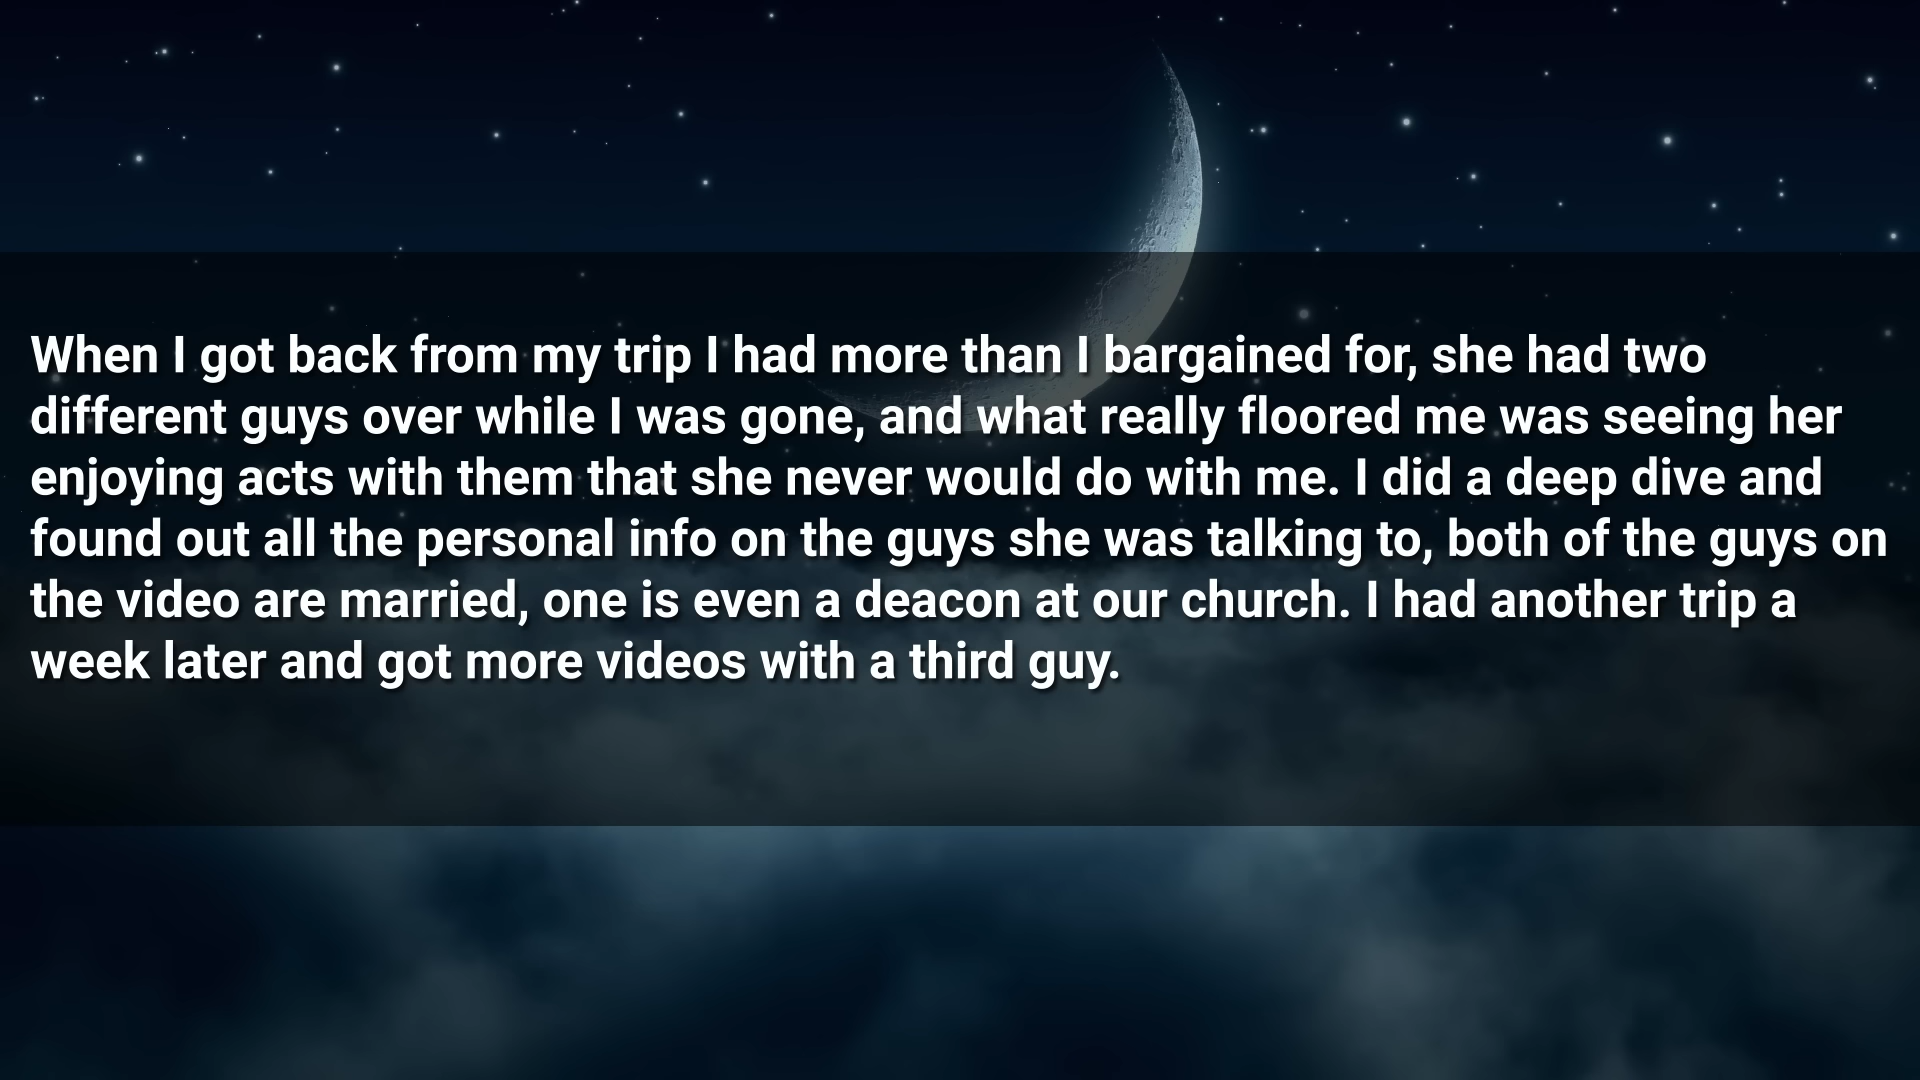 When I got back from my trip I had more than I bargained for, she had two
different guys over while I was gone, and what really floored me was seeing her
enjoying acts with them that she never would do with me. I did a deep dive and
found out all the personal info on the guys she was talking to, both of the guys on
the video are married, one is even a deacon at our church. I had another trip a
week later and got more videos with a third guy.